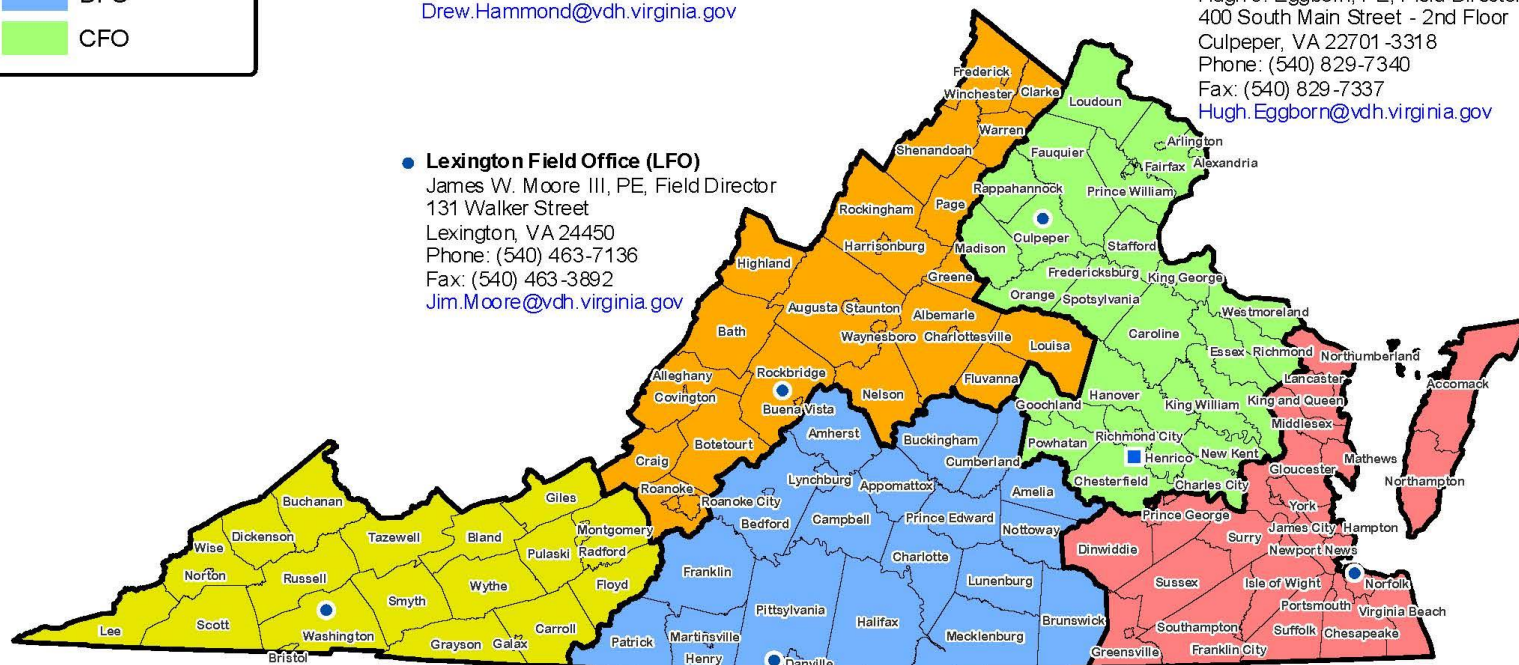 DFO
CFO
Drew.Hammond@vdh.virginia.gov
400 South Main Street - 2nd Floor
Culpeper, VA 22701-3318
Phone: (540) 829-7340
Fax: (540) 829-7337
Hugh.Eggborn@vdh.virginia.gov
Lexington Field Office (LFO)
James W. Moore III, PE, Field Director
131 Walker Street
Lexington, VA 24450
Phone: (540) 463-7136
Fax: (540) 463-3892
Jim.Moore@vdh.virginia.gov
Frederick
Winchester
Clarke
Warren
Shenandoah
Page
Rockingham
Harrisonburg
Greene
Highland
Augusta
Staunton
Albemarle
Waynesboro
Charlottesville
Louisa
Bath
Rockbridge
Fluvanna
Alleghany
Covington
Nelson
Buena Vista
Botetourt
Craig
Roanoke
Loudoun
Arlington
Fauquier
Fairfax
Alexandria
Rappahannock
Prince William
Culpeper
Madison
Stafford
Fredericksburg
King George
Orange
Spotsylvania
Westmoreland
Caroline
Essex
Richmond
Hanover
Goochland
King William
King and Queen
Powhatan
Richmond City
Henrico
New Kent
Chesterfield
Charles City
Northumberland
Lancaster
Accomack
Middlesex
Mathews
Gloucester
Northampton
York
Prince George
James City
Hampton
Surry
Newport News
Dinwiddie
Sussex
Isle of Wight
Norfolk
Portsmouth
Virginia Beach
Southampton
Suffolk
Chesapeake
Greensville
Franklin City
Amherst
Buckingham
Cumberland
Lynchburg
Appomattox
Amelia
Roanoke City
Bedford
Campbell
Prince Edward
Nottoway
Charlotte
Franklin
Lunenburg
Pittsylvania
Halifax
Brunswick
Patrick
Martinsville
Henry
Mecklenburg
Danville
Buchanan
Giles
Dickenson
Tazewell
Bland
Montgomery
Wise
Pulaski
Radford
Norton
Russell
Wythe
Floyd
Smyth
Lee
Scott
Washington
Grayson
Galax
Carroll
Bristol